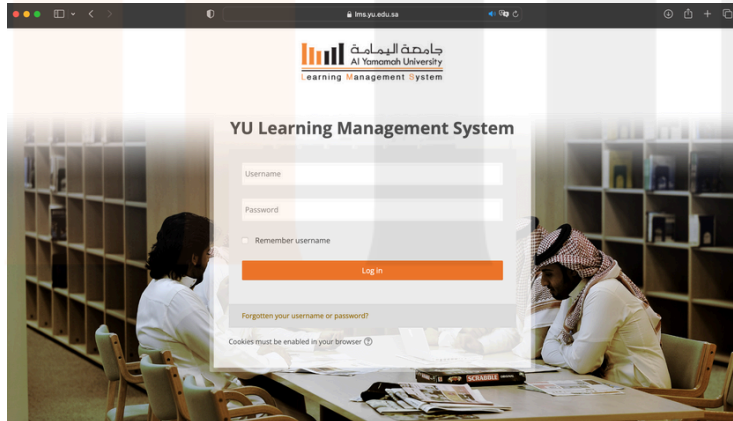 lms.yu.edu.sa
جامعة اليمامة
Al Yamamah University
Learning Management System
YU Learning Management System
Username
Password
Remember username
Log in
Forgotten your username or password?
Cookies must be enabled in your browser
SCRABBLE